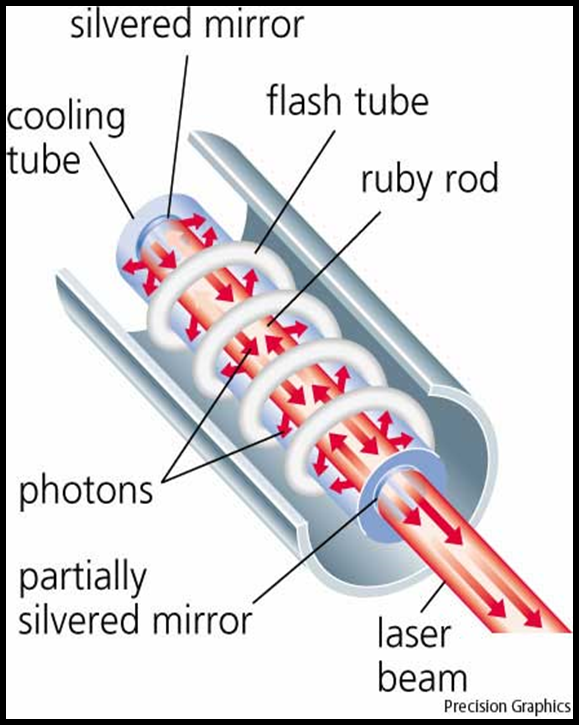 silvered mirror
cooling
tube
flash tube
ruby rod
photons
partially
silvered mirror
laser
beam
Precision Graphics